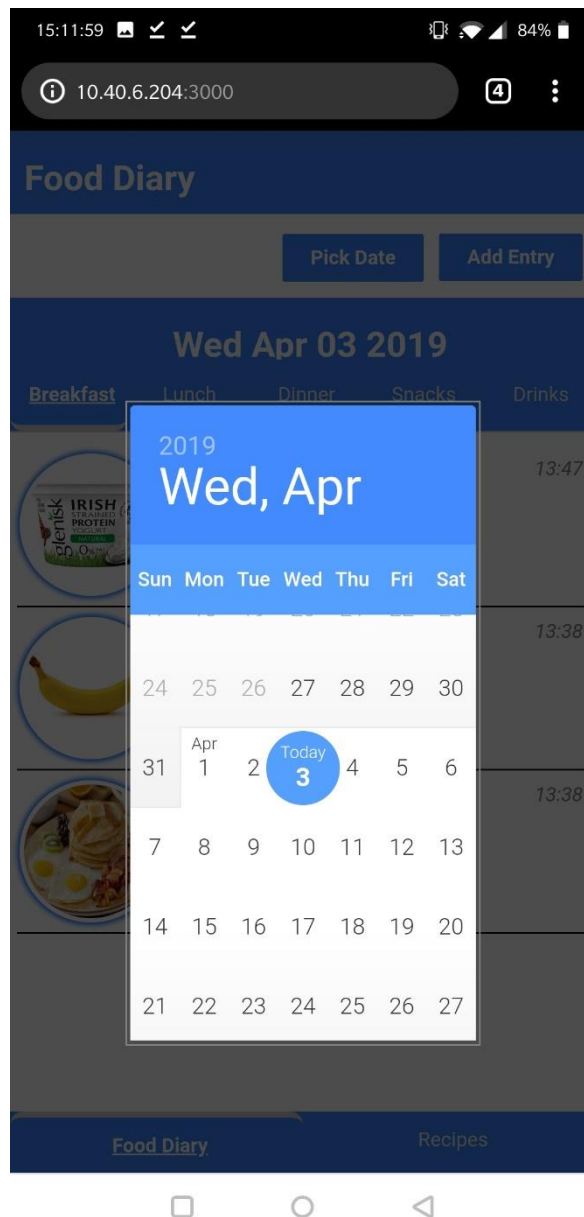 15:11:59 84%
10.40.6.204:3000 4
Food Diary
Pick Date Add Entry
Wed Apr 03 2019
Breakfast Lunch Dinner Snacks Drinks
2019
Wed, Apr
13:47
IRISH
STRAINED
PROTEIN
YOGURT
NATURAL
glenisk
0%
Sun Mon Tue Wed Thu Fri Sat
13:38
24 25 26 27 28 29 30
Apr Today
31 1 2 3 4 5 6
13:38
7 8 9 10 11 12 13
14 15 16 17 18 19 20
21 22 23 24 25 26 27
Food Diary Recipes